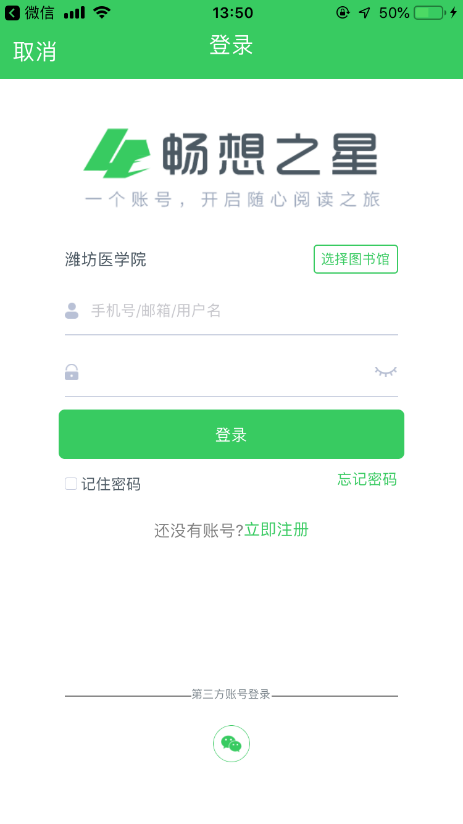 微信 13:50 50%
取消 登录
畅想之星
一个账号，开启随心阅读之旅
潍坊医学院 选择图书馆
手机号/邮箱/用户名
登录
记住密码 忘记密码
还没有账号?立即注册
第三方账号登录